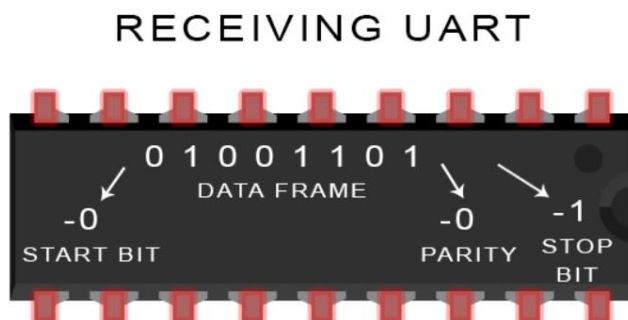 RECEIVING UART
0 1 0 0 1 1 0 1
DATA FRAME
-0
START BIT
-0
PARITY
-1
STOP
BIT